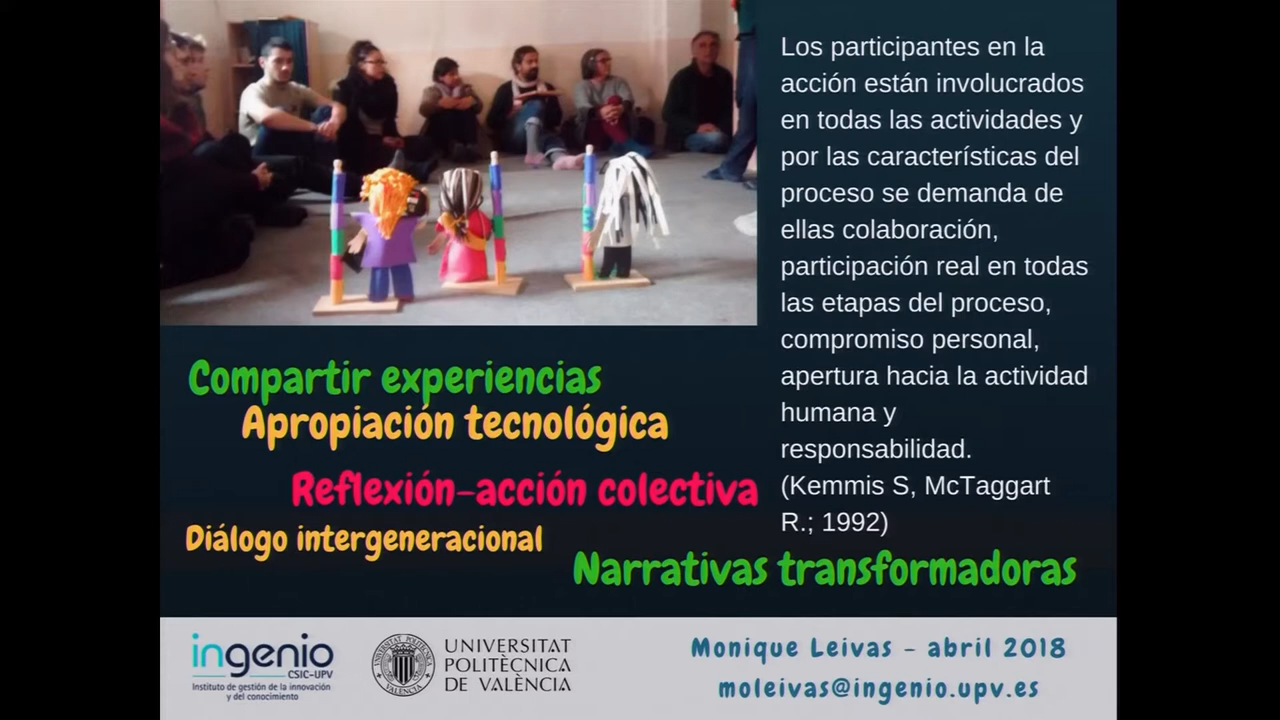 Los participantes en la
acción están involucrados
en todas las actividades y
por las características del
proceso se demanda de
ellas colaboración,
participación real en todas
las etapas del proceso,
compromiso personal,
apertura hacia la actividad
humana y
responsabilidad.
(Kemmis S, McTaggart
R.; 1992)
Compartir experiencias
Apropiación tecnológica
Reflexión-acción colectiva
Diálogo intergeneracional
Narrativas transformadoras
ingenio
CSIC-UPV
Instituto de gestión de la innovación
y del conocimiento
UNIVERSITAT
POLITÈCNICA
DE VALÈNCIA
Monique Leivas - abril 2018
moleivas@ingenio.upv.es